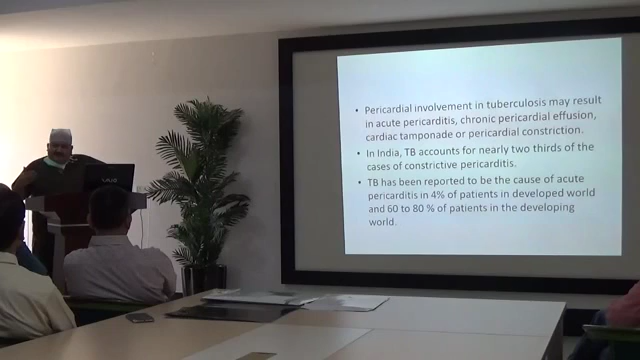 • Pericardial involvement in tuberculosis may result
in acute pericarditis, chronic pericardial effusion,
cardiac tamponade or pericardial constriction.
• In India, TB accounts for nearly two thirds of the
cases of constrictive pericarditis.
• TB has been reported to be the cause of acute
pericarditis in 4% of patients in developed world
and 60 to 80 % of patients in the developing
world.
VAIO